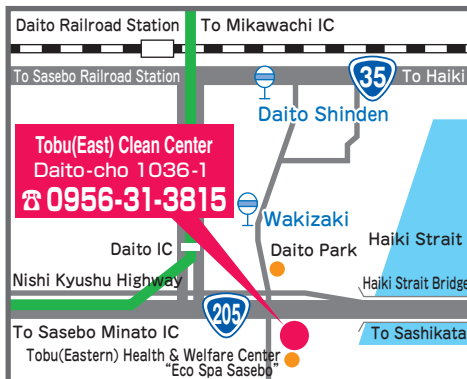 Daito Railroad Station
To Mikawachi IC
To Sasebo Railroad Station
35
To Haiki
Daito Shinden
Tobu(East) Clean Center
Daito-cho 1036-1
☎ 0956-31-3815
Wakizaki
Daito IC
Daito Park
Haiki Strait
Nishi Kyushu Highway
Haiki Strait Bridge
205
To Sasebo Minato IC
To Sashikata
Tobu(Eastern) Health & Welfare Center
“Eco Spa Sasebo”